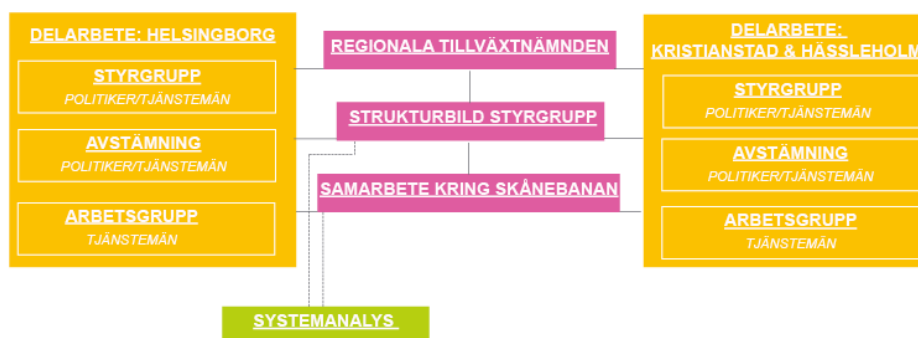 DELARBETE: HELSINGBORG
STYRGRUPP
POLITIKER/TJÄNSTEMÄN
AVSTÄMNING
POLITIKER/TJÄNSTEMÄN
ARBETSGRUPP
TJÄNSTEMÄN
REGIONALA TILLVÄXTNÄMNDEN
STRUKTURBILD STYRGRUPP
SAMARBETE KRING SKÅNEBANAN
SYSTEMANALYS
DELARBETE:
KRISTIANSTAD & HÄSSLEHOLM
STYRGRUPP
POLITIKER/TJÄNSTEMÄN
AVSTÄMNING
POLITIKER/TJÄNSTEMÄN
ARBETSGRUPP
TJÄNSTEMÄN